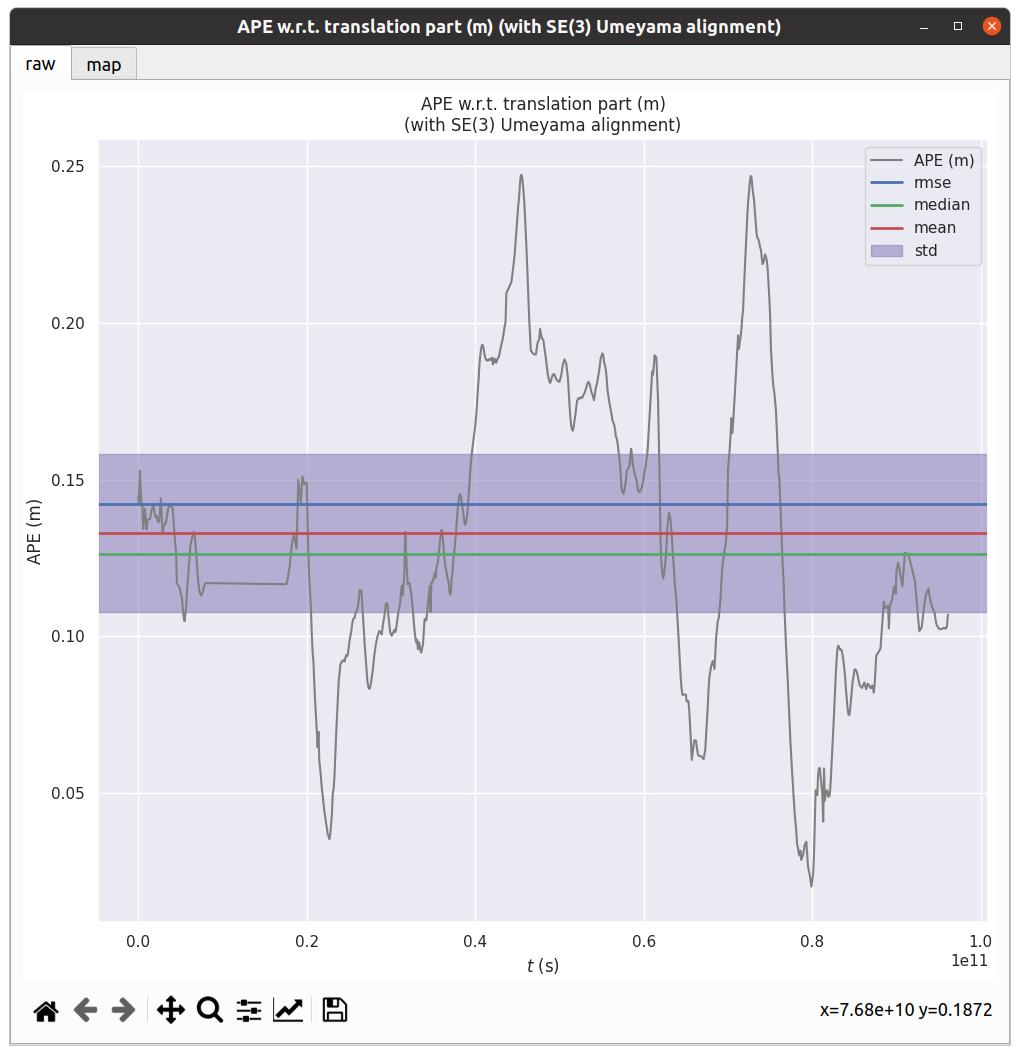 APE w.r.t. translation part (m) (with SE(3) Umeyama alignment)
raw
map
APE w.r.t. translation part (m)
(with SE(3) Umeyama alignment)
APE (m)
rmse
median
mean
std
0.25
0.20
0.15
0.10
0.05
APE (m)
0.0
0.2
0.4
0.6
0.8
1.0
1e11
t (s)
x=7.68e+10 y=0.1872